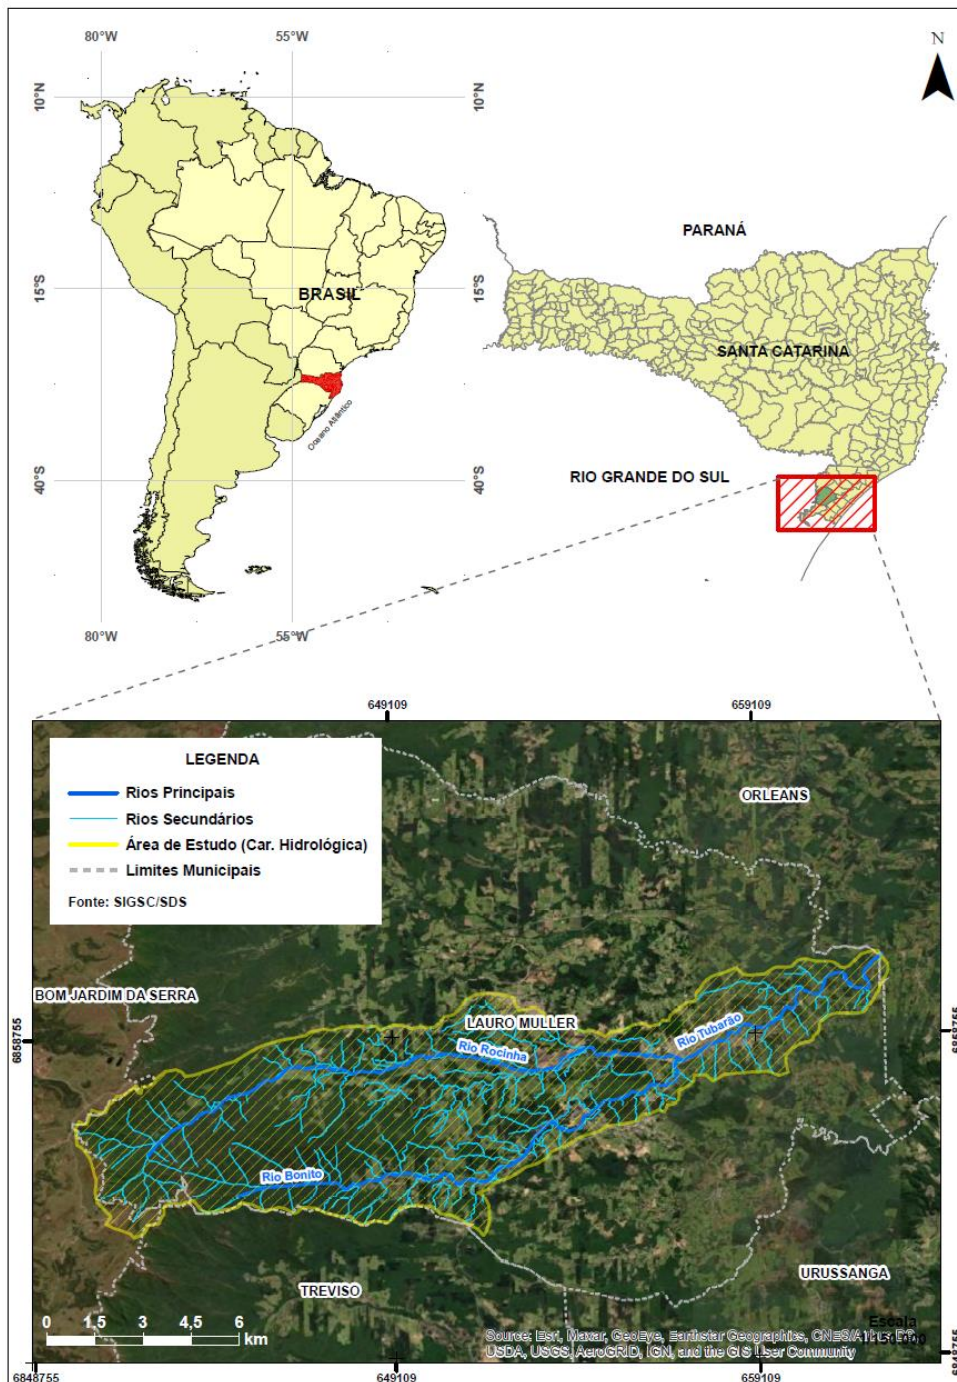 80°W 55°W
N
10°N 10°N
PARANÁ
15°S 15°S
BRASIL
SANTA CATARINA
Oceano Atlântico
RIO GRANDE DO SUL
40°S 40°S
80°W 55°W
649109 659109
LEGENDA
Rios Principais
Rios Secundários
Área de Estudo (Car. Hidrológica)
Limites Municipais
Fonte: SIGSC/SDS
ORLEANS
BOM JARDIM DA SERRA
LAURO MULLER
Rio Tubarão
Rio Rocinha
6858755 6858755
Rio Bonito
TREVISO
URUSSANGA
0 1,5 3 4,5 6
km
Escala
Source: Esri, Maxar, GeoEye, Earthstar Geographics, CNES/Airbus DS,
USDA, USGS, AeroGRID, IGN, and the GIS User Community
6848755 649109 659109 6848755